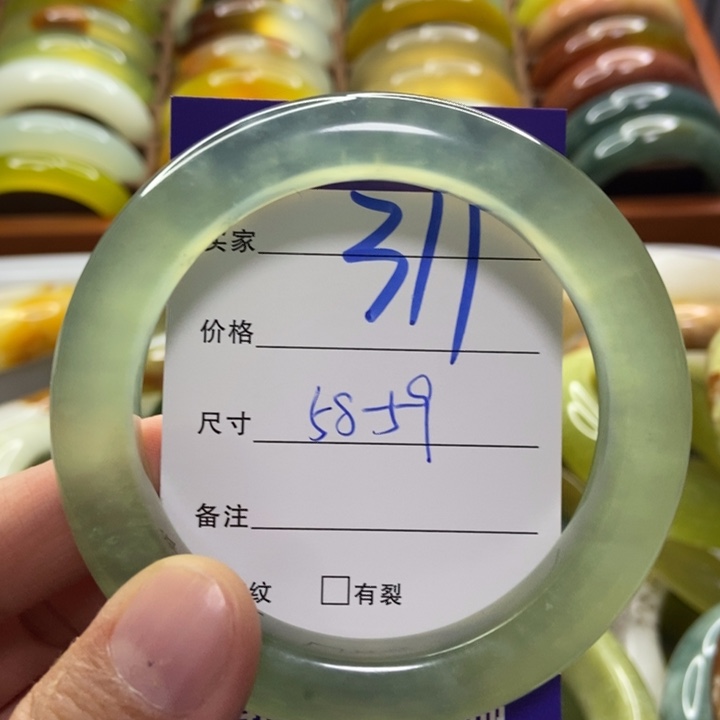 家 311
价格
尺寸 58-59
备注
纹 □有裂